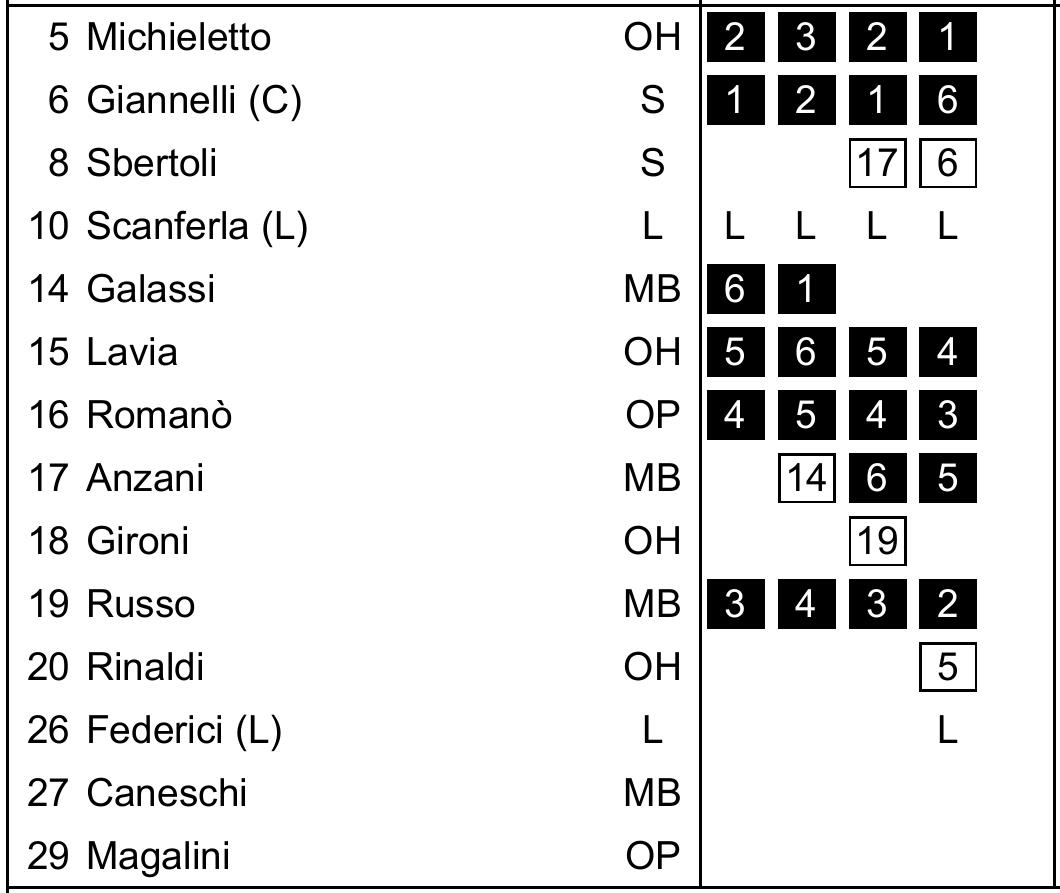 5 Michieletto OH 2 3 2 1
6 Giannelli (C) S 1 2 1 6
8 Sbertoli S 17 6
10 Scanferla (L) L L L L L
14 Galassi MB 6 1
15 Lavia OH 5 6 5 4
16 Romanò OP 4 5 4 3
17 Anzani MB 14 6 5
18 Gironi OH 19
19 Russo MB 3 4 3 2
20 Rinaldi OH 5
26 Federici (L) L L
27 Caneschi MB
29 Magalini OP